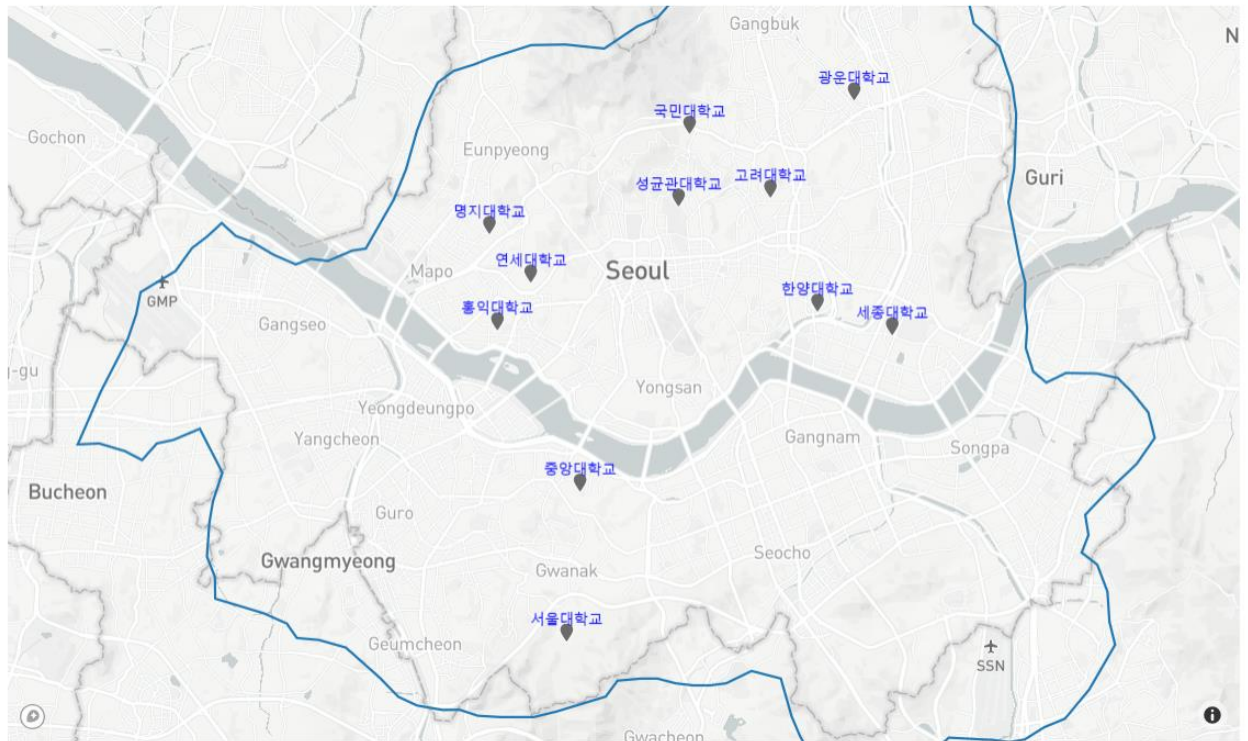 Gangbuk
N
광운대학교
국민대학교
Gochon
Eunpyeong
성균관대학교
고려대학교
Guri
명지대학교
연세대학교
Mapo
Seoul
GMP
한양대학교
홍익대학교
세종대학교
Gangseo
-gu
Yongsan
Yeongdeungpo
Yangcheon
Gangnam
Songpa
중앙대학교
Bucheon
Guro
Seocho
Gwangmyeong
Gwanak
서울대학교
Geumcheon
SSN
Gwacheon